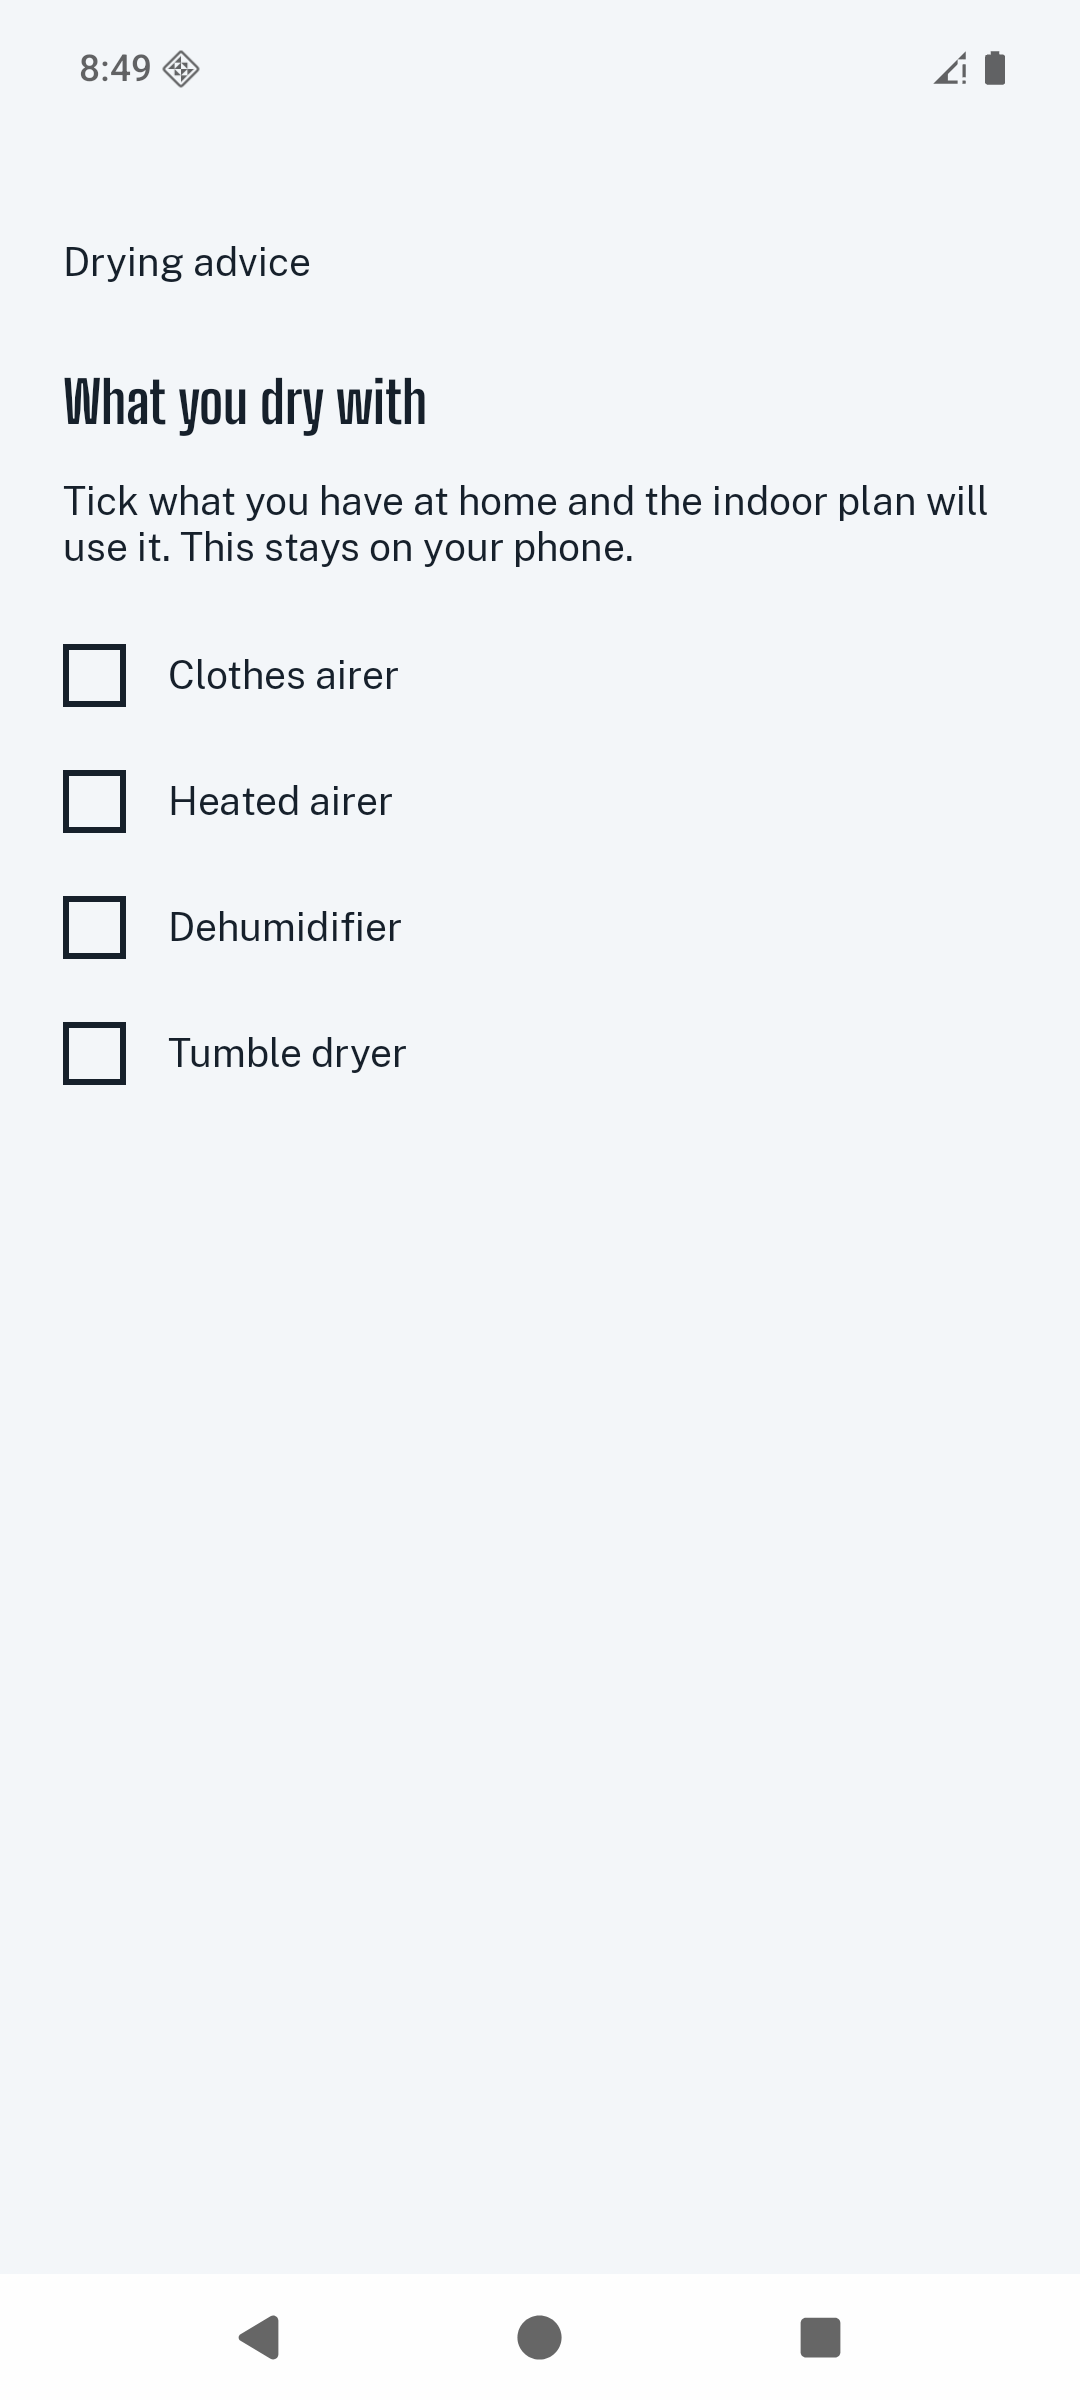 8:49
Drying advice
What you dry with
Tick what you have at home and the indoor plan will
use it. This stays on your phone.
Clothes airer
Heated airer
Dehumidifier
Tumble dryer